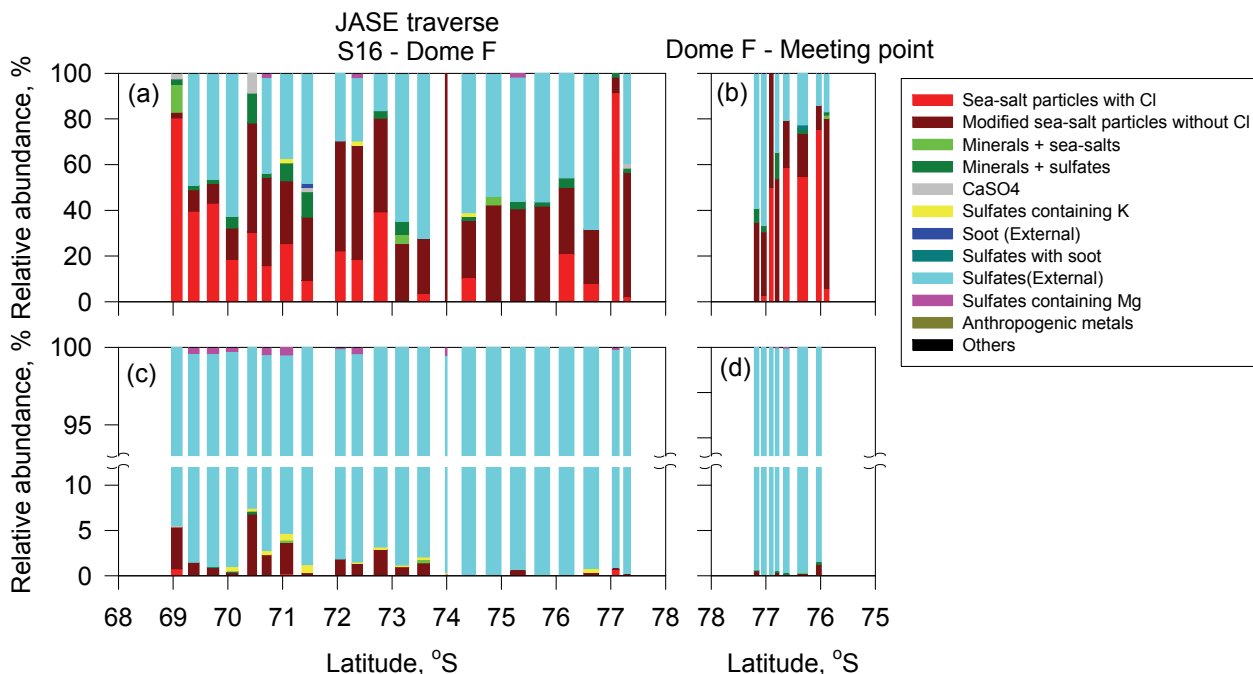 JASE traverse
S16 - Dome F
Dome F - Meeting point
Relative abundance, %
100
80
60
40
20
0
(a)
(b)
Sea-salt particles with Cl
Modified sea-salt particles without Cl
Minerals + sea-salts
Minerals + sulfates
CaSO4
Sulfates containing K
Soot (External)
Sulfates with soot
Sulfates(External)
Sulfates containing Mg
Anthropogenic metals
Others
Relative abundance, %
100
95
10
5
0
(c)
(d)
68 69 70 71 72 73 74 75 76 77 78
78 77 76 75
Latitude, °S
Latitude, °S